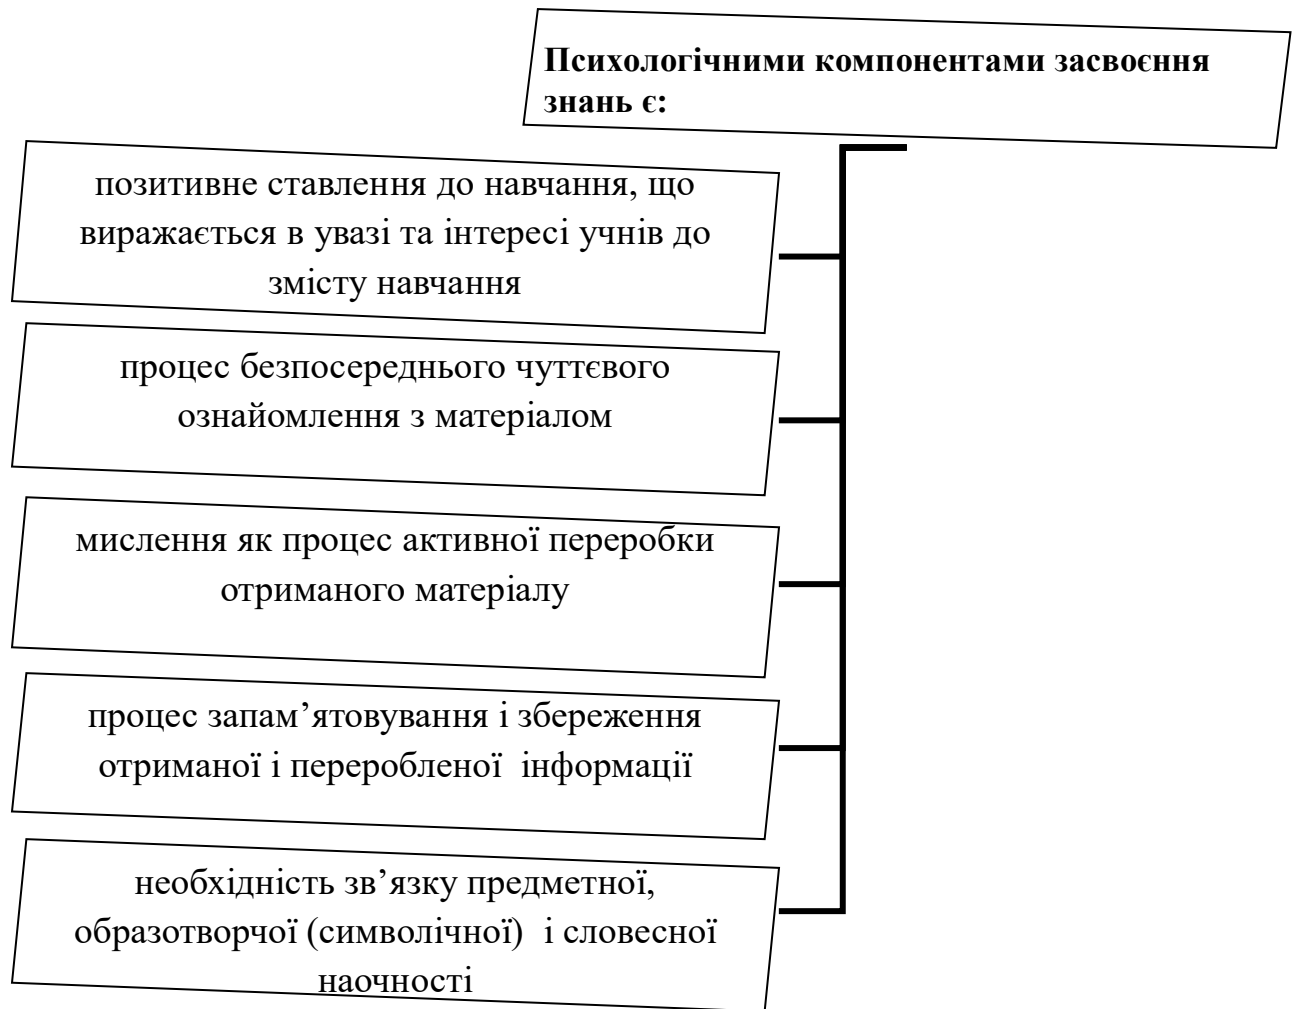 Психологічними компонентами засвоєння
знань є:
позитивне ставлення до навчання, що
виражається в увазі та інтересі учнів до
змісту навчання
процес безпосереднього чуттєвого
ознайомлення з матеріалом
мислення як процес активної переробки
отриманого матеріалу
процес запам’ятовування і збереження
отриманої і переробленої  інформації
необхідність зв’язку предметної,
образотворчої (символічної)  і словесної
наочності